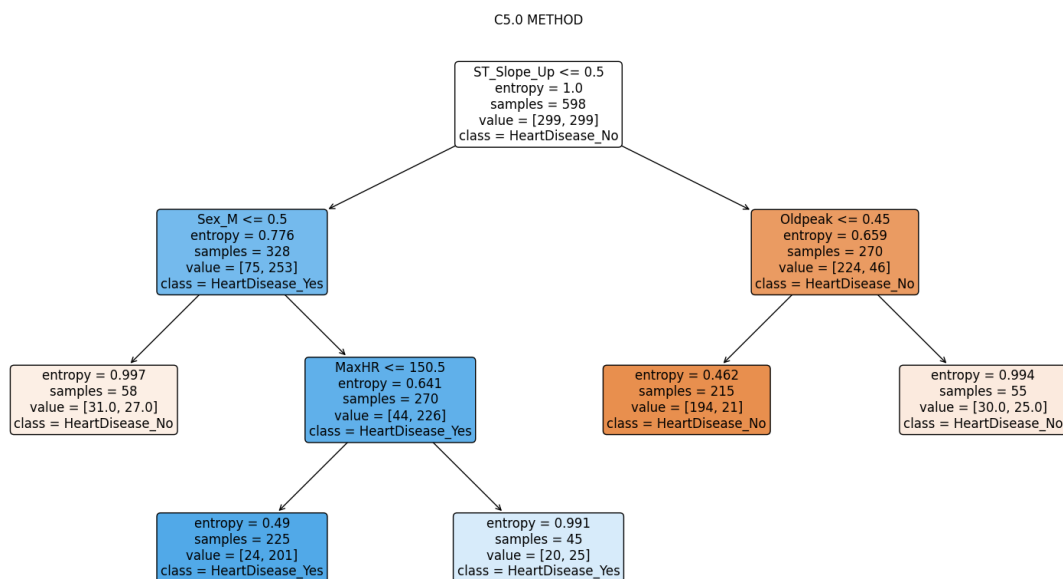 C5.0 METHOD
ST_Slope_Up <= 0.5
entropy = 1.0
samples = 598
value = [299, 299]
class = HeartDisease_No
Sex_M <= 0.5
entropy = 0.776
samples = 328
value = [75, 253]
class = HeartDisease_Yes
Oldpeak <= 0.45
entropy = 0.659
samples = 270
value = [224, 46]
class = HeartDisease_No
entropy = 0.997
samples = 58
value = [31.0, 27.0]
class = HeartDisease_No
MaxHR <= 150.5
entropy = 0.641
samples = 270
value = [44, 226]
class = HeartDisease_Yes
entropy = 0.462
samples = 215
value = [194, 21]
class = HeartDisease_No
entropy = 0.994
samples = 55
value = [30.0, 25.0]
class = HeartDisease_No
entropy = 0.49
samples = 225
value = [24, 201]
class = HeartDisease_Yes
entropy = 0.991
samples = 45
value = [20, 25]
class = HeartDisease_Yes